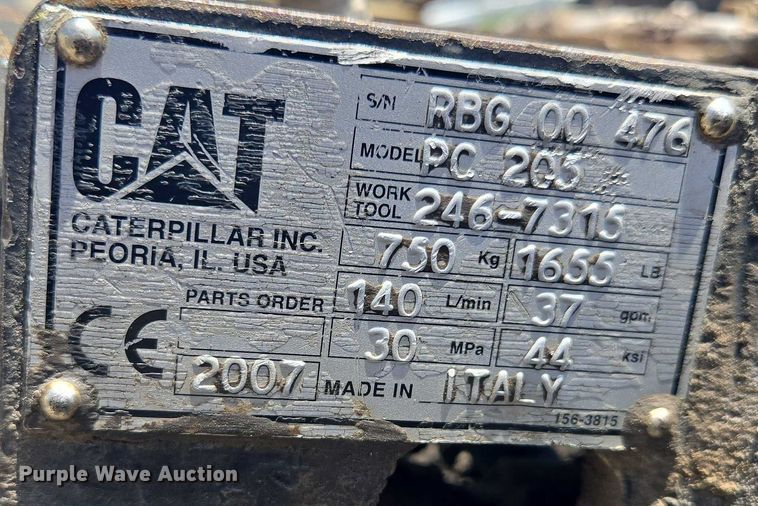 CAT
CATERPILLAR INC.
PEORIA, IL. USA
S/N RBG 00 476
MODEL PC 205
WORK TOOL 246-7315
750 Kg 1655 LB
PARTS ORDER
140 L/min 37 gpm
30 MPa 44 ksi
CE
2007 MADE IN iTALY
156-3815
Purple Wave Auction